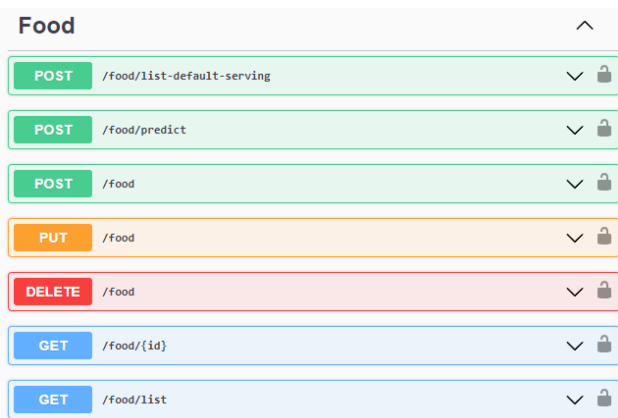 Food
POST /food/list-default-serving
POST /food/predict
POST /food
PUT /food
DELETE /food
GET /food/{id}
GET /food/list